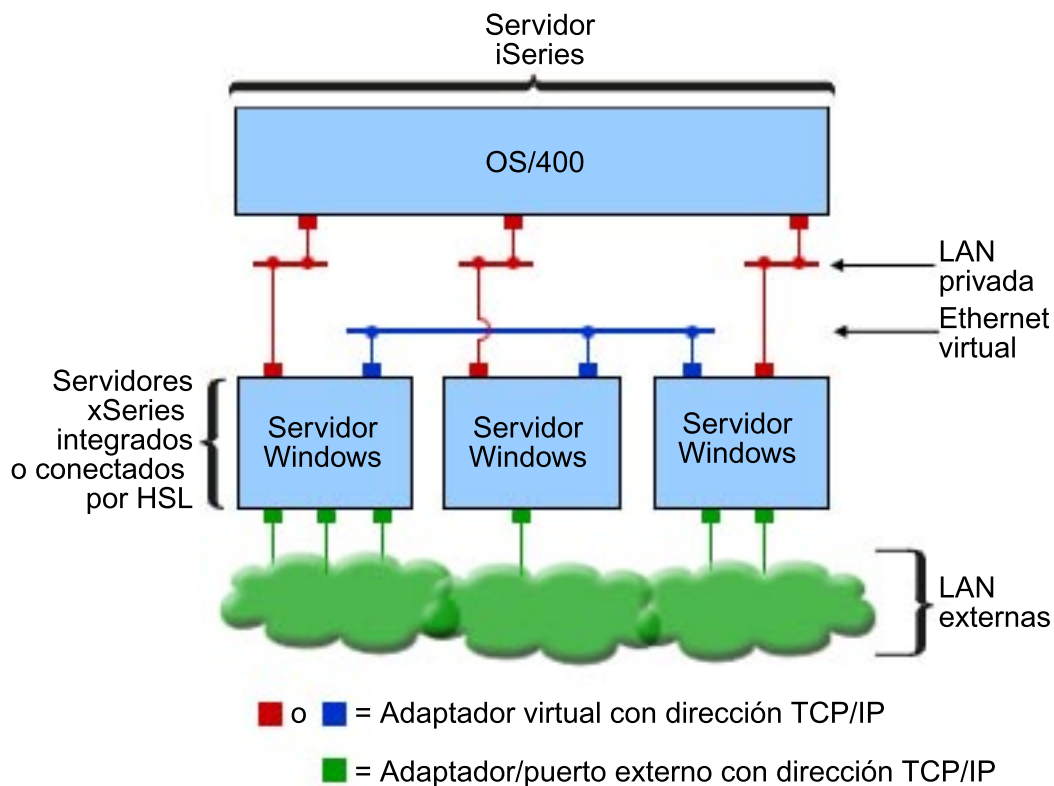 Servidor
iSeries
OS/400
LAN
privada
Ethernet
virtual
Servidores
xSeries
integrados
o conectados
por HSL
Servidor
Windows
Servidor
Windows
Servidor
Windows
LAN
externas
o = Adaptador virtual con dirección TCP/IP
= Adaptador/puerto externo con dirección TCP/IP